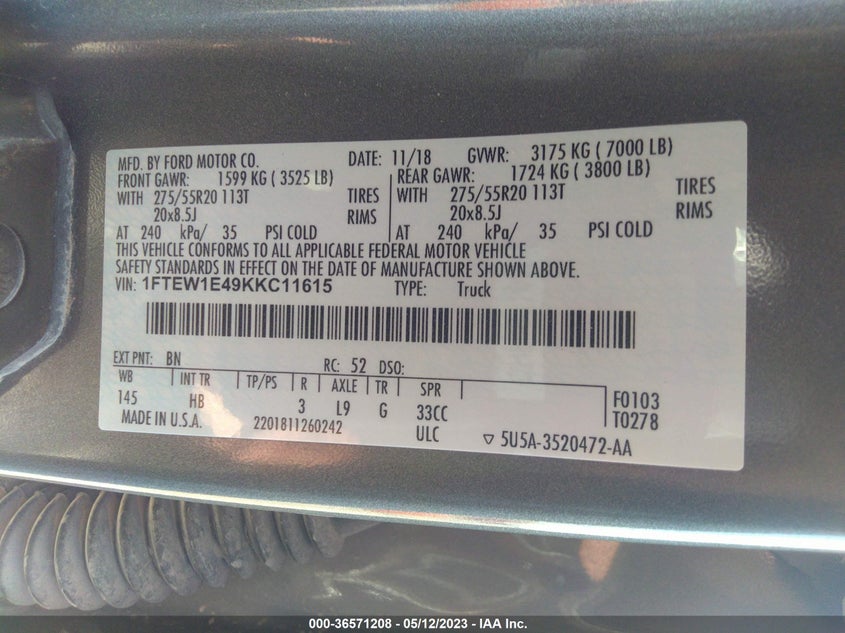 MFD. BY FORD MOTOR CO. DATE: 11/18 GVWR: 3175 KG ( 7000 LB)
FRONT GAWR: 1599 KG ( 3525 LB) REAR GAWR: 1724 KG ( 3800 LB)
WITH 275/55R20 113T TIRES WITH 275/55R20 113T TIRES
20x8.5J RIMS 20x8.5J RIMS
AT 240 kPa/ 35 PSI COLD AT 240 kPa/ 35 PSI COLD
THIS VEHICLE CONFORMS TO ALL APPLICABLE FEDERAL MOTOR VEHICLE
SAFETY STANDARDS IN EFFECT ON THE DATE OF MANUFACTURE SHOWN ABOVE.
VIN: 1FTEW1E49KKC11615 TYPE: Truck
EXT PNT: BN RC: 52 DSO:
WB INT TR TP/PS R AXLE TR SPR
145 HB 3 L9 G 33CC F0103
MADE IN U.S.A. 2201811260242 ULC T0278
▽ 5U5A-3520472-AA
000-36571208 - 05/12/2023 - © IAA Inc.